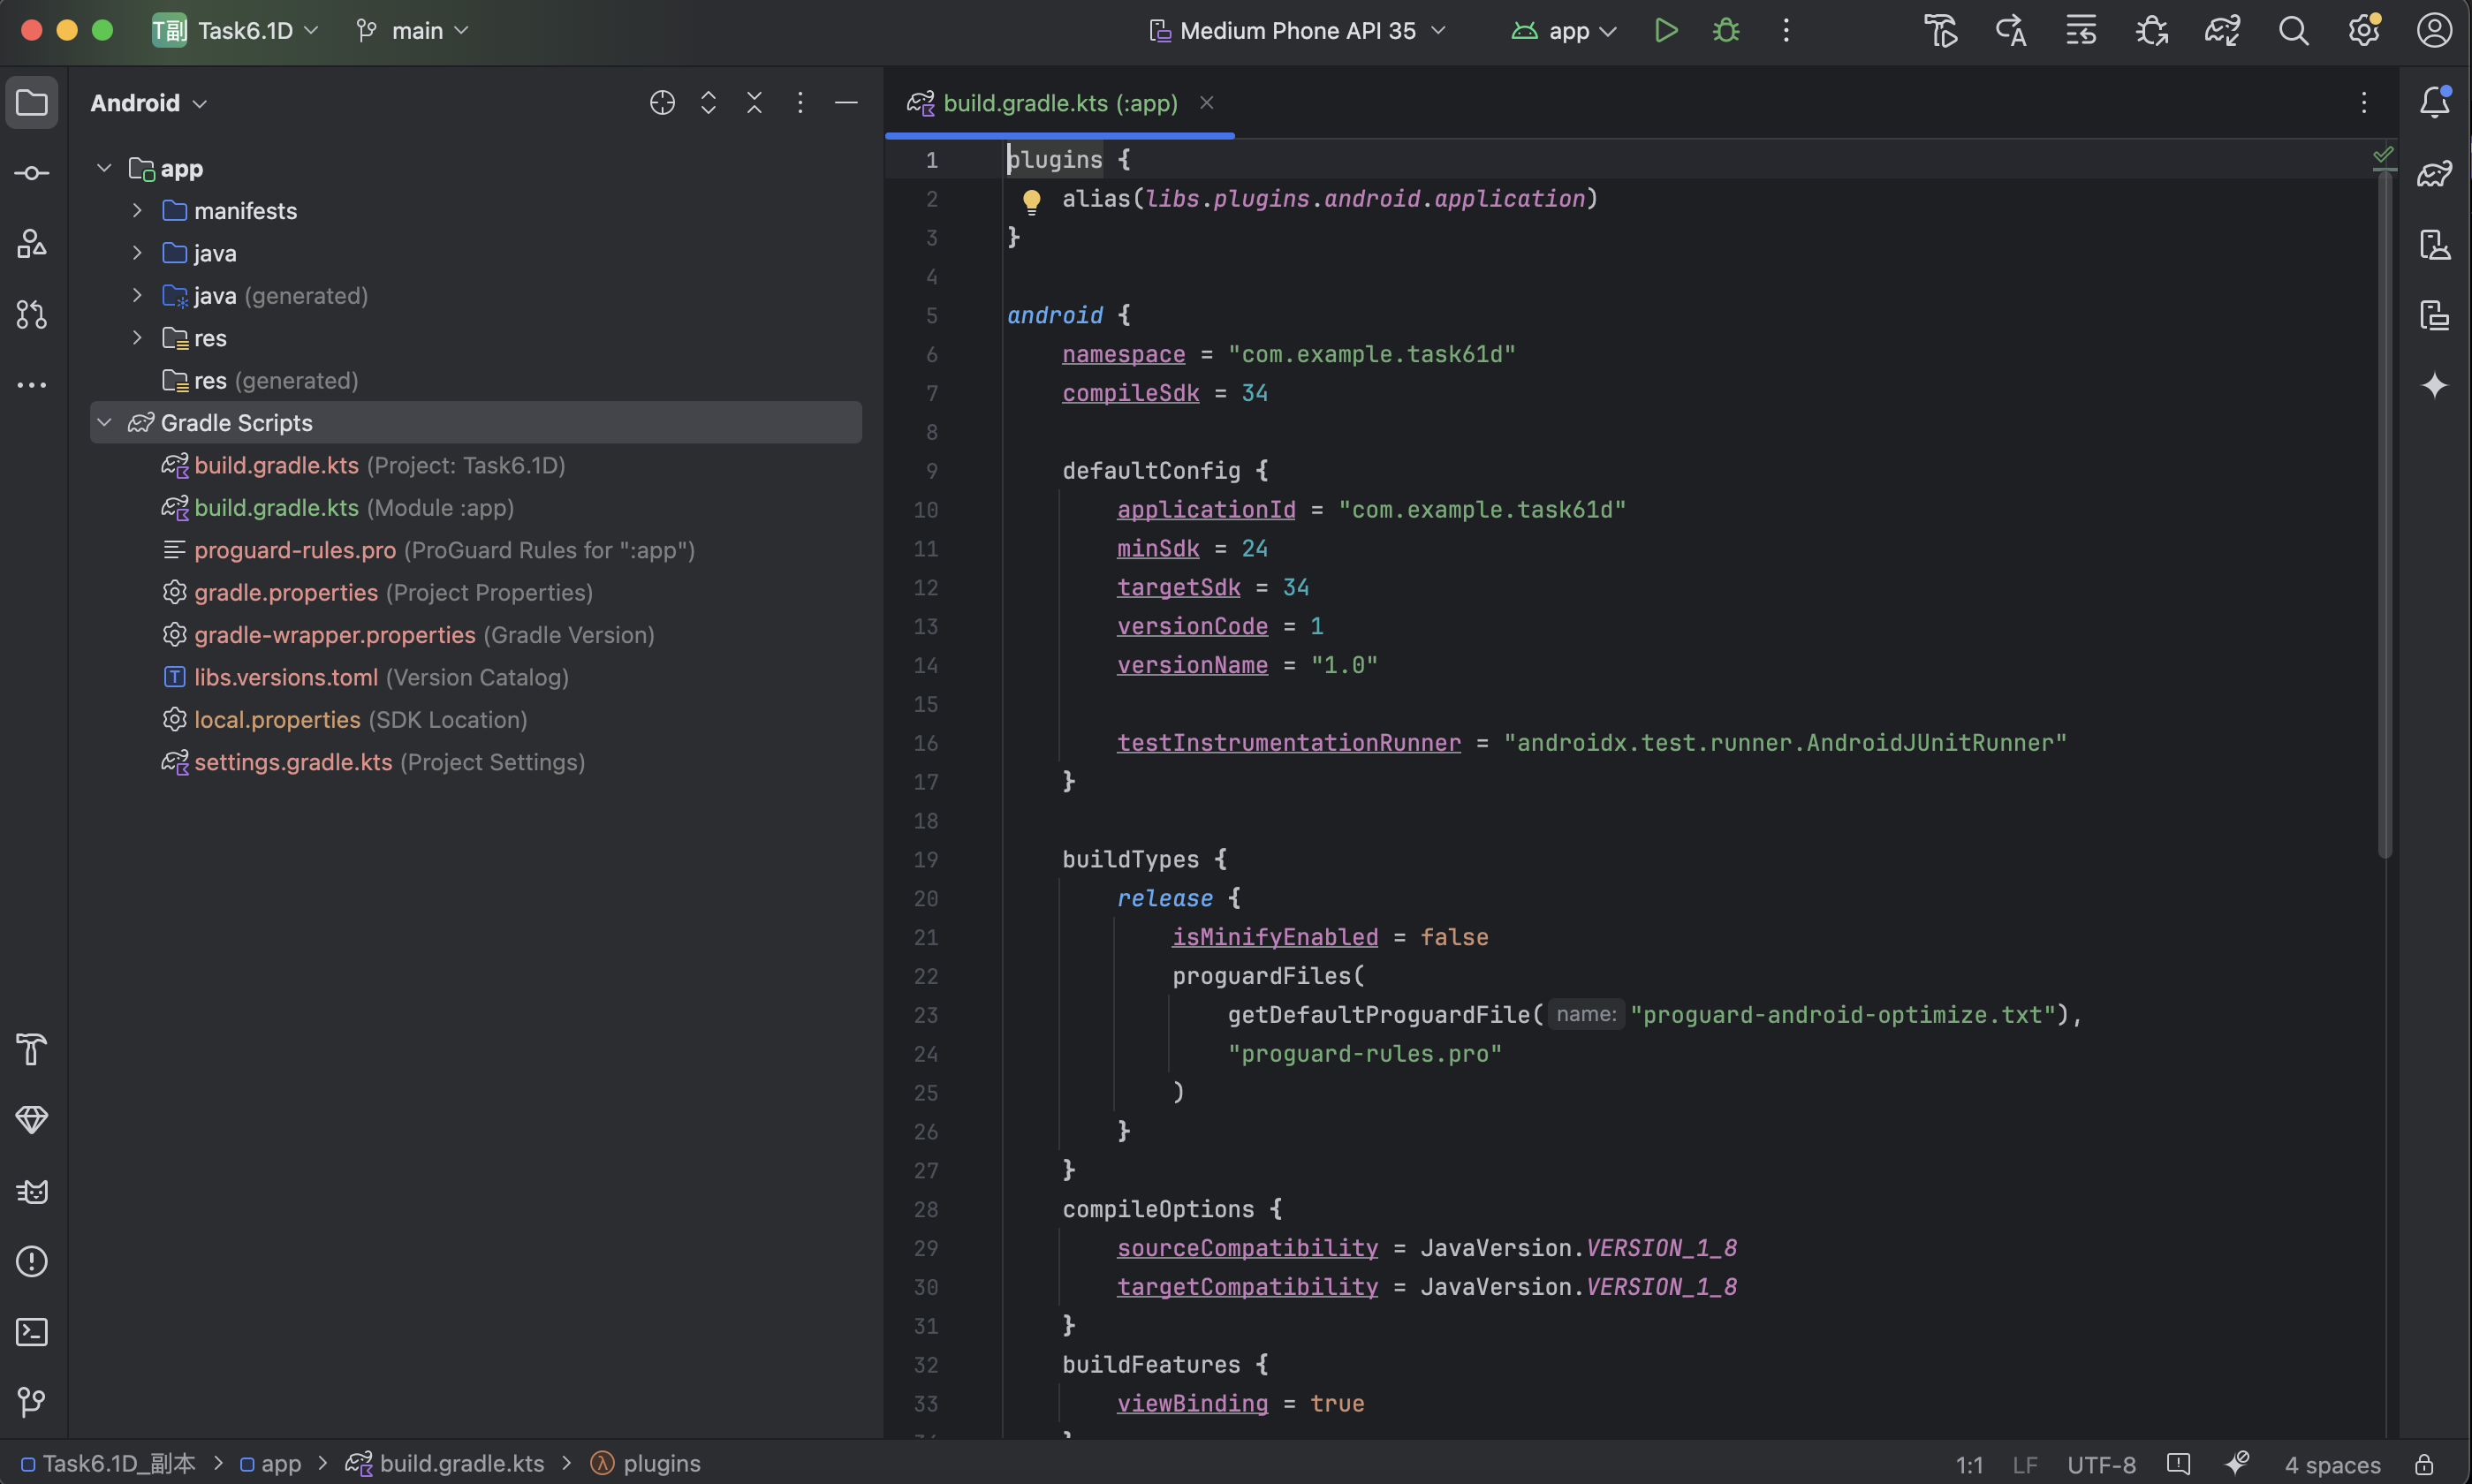 T副 Task6.1D main Medium Phone API 35 app
Android
build.gradle.kts (:app)
app
manifests
java
java (generated)
res
res (generated)
Gradle Scripts
build.gradle.kts (Project: Task6.1D)
build.gradle.kts (Module :app)
proguard-rules.pro (ProGuard Rules for ":app")
gradle.properties (Project Properties)
gradle-wrapper.properties (Gradle Version)
libs.versions.toml (Version Catalog)
local.properties (SDK Location)
settings.gradle.kts (Project Settings)
1 plugins {
2 alias(libs.plugins.android.application)
3 }
4
5 android {
6 namespace = "com.example.task61d"
7 compileSdk = 34
8
9 defaultConfig {
10 applicationId = "com.example.task61d"
11 minSdk = 24
12 targetSdk = 34
13 versionCode = 1
14 versionName = "1.0"
15
16 testInstrumentationRunner = "androidx.test.runner.AndroidJUnitRunner"
17 }
18
19 buildTypes {
20 release {
21 isMinifyEnabled = false
22 proguardFiles(
23 getDefaultProguardFile( name: "proguard-android-optimize.txt"),
24 "proguard-rules.pro"
25 )
26 }
27 }
28 compileOptions {
29 sourceCompatibility = JavaVersion.VERSION_1_8
30 targetCompatibility = JavaVersion.VERSION_1_8
31 }
32 buildFeatures {
33 viewBinding = true
Task6.1D_副本 > app > build.gradle.kts > plugins
1:1 LF UTF-8 4 spaces